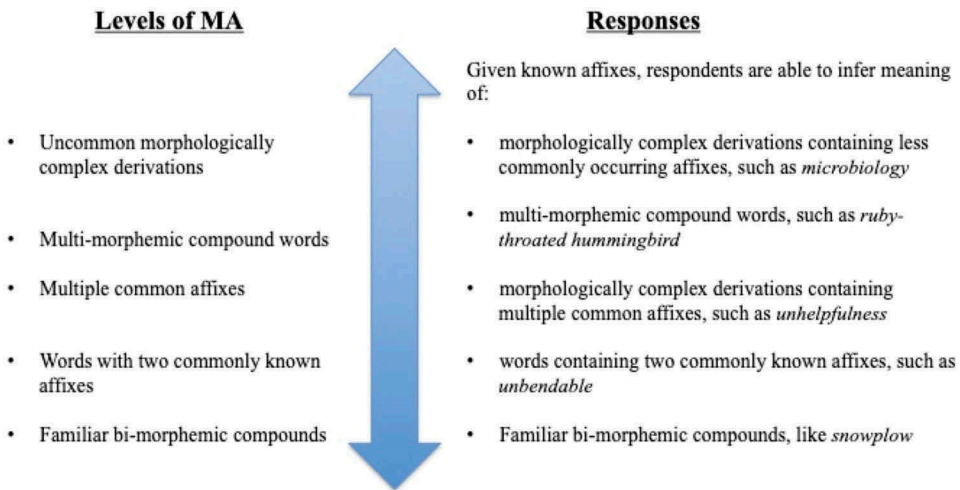 Levels of MA
Responses
Given known affixes, respondents are able to infer meaning
of:
• Uncommon morphologically
complex derivations
• morphologically complex derivations containing less
commonly occurring affixes, such as microbiology
• Multi-morphemic compound words
• multi-morphemic compound words, such as ruby-
throated hummingbird
• Multiple common affixes
• morphologically complex derivations containing
multiple common affixes, such as unhelpfulness
• Words with two commonly known
affixes
• words containing two commonly known affixes, such as
unbendable
• Familiar bi-morphemic compounds
• Familiar bi-morphemic compounds, like snowplow